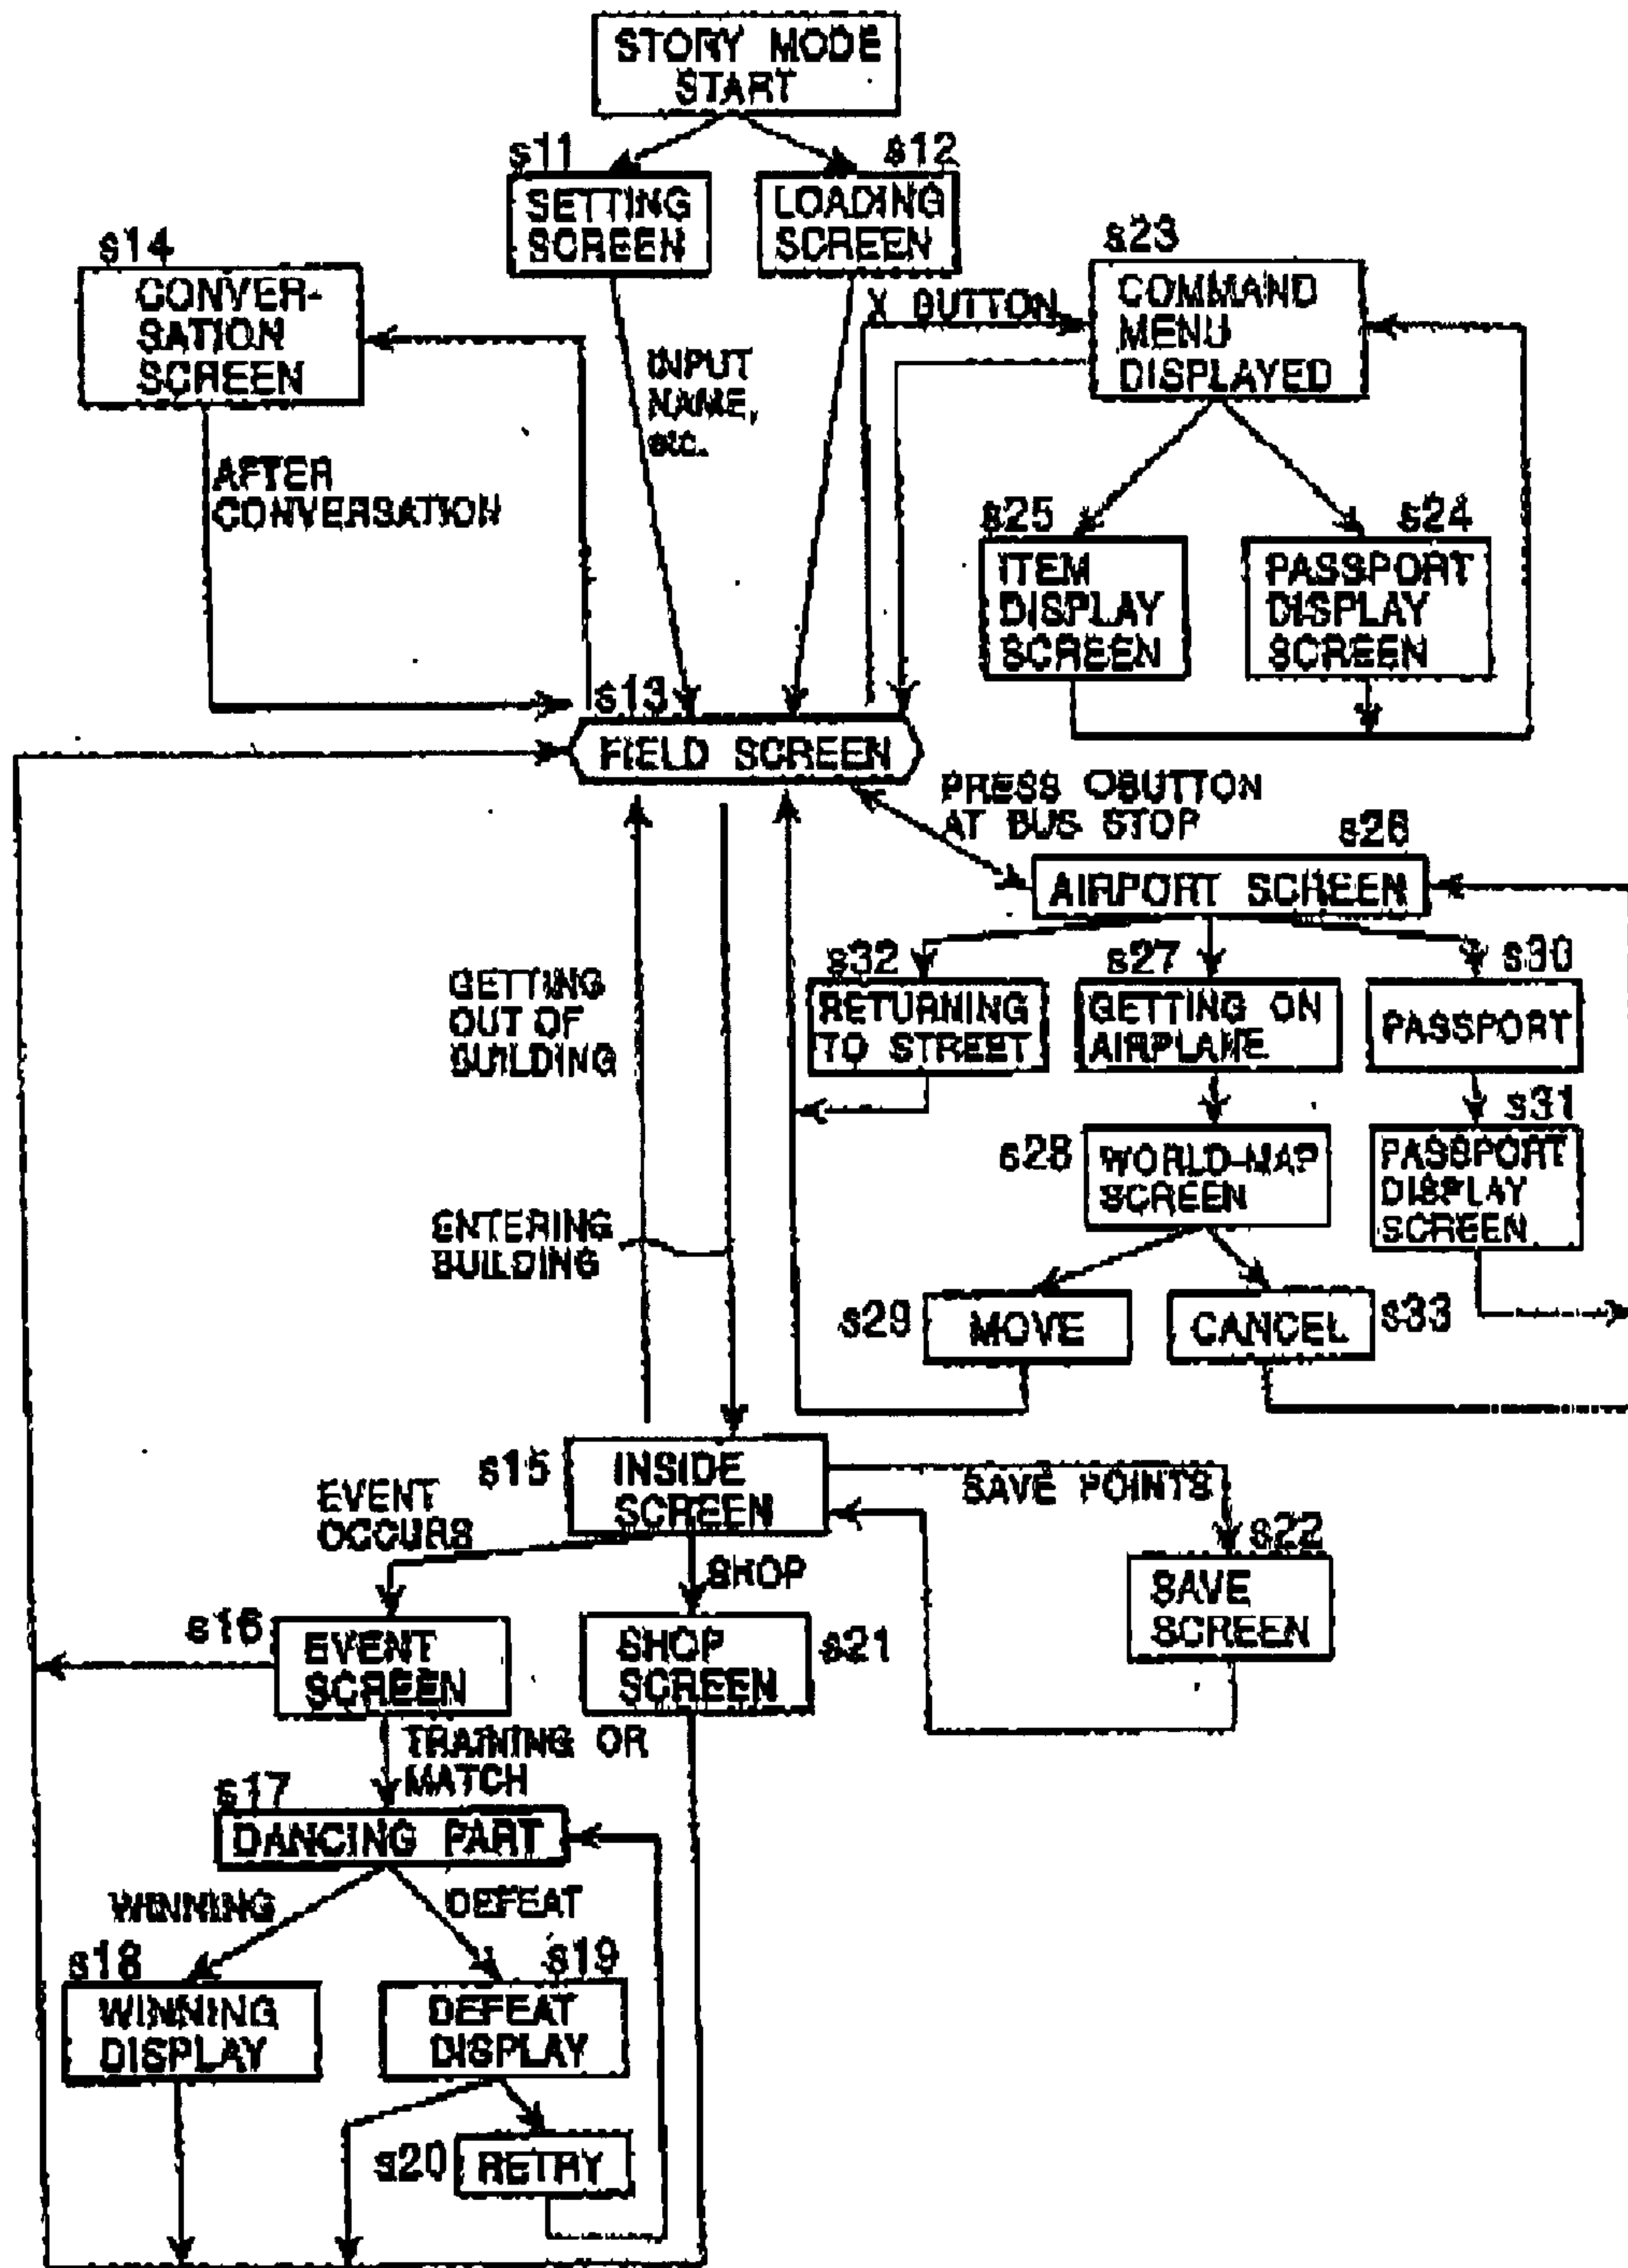 STORY MODE
START
s11
SETTING
SCREEN
s12
LOADING
SCREEN
s14
CONVER-
SATION
SCREEN
s23
COMMAND
MENU
DISPLAYED
X BUTTON
INPUT
NAME,
etc.
AFTER
CONVERSATION
s25
ITEM
DISPLAY
SCREEN
s24
PASSPORT
DISPLAY
SCREEN
s13
FIELD SCREEN
PRESS OBUTTON
AT BUS STOP
s26
AIRPORT SCREEN
s32
RETURNING
TO STREET
s27
GETTING ON
AIRPLANE
s30
PASSPORT
GETTING
OUT OF
BUILDING
s28
WORLD-MAP
SCREEN
s31
PASSPORT
DISPLAY
SCREEN
ENTERING
BUILDING
s29
MOVE
CANCEL
s33
s15
INSIDE
SCREEN
SAVE POINTS
EVENT
OCCURS
SHOP
s22
SAVE
SCREEN
s16
EVENT
SCREEN
SHOP
SCREEN
s21
TRAINING OR
MATCH
s17
DANCING PART
WINNING
DEFEAT
s18
WINNING
DISPLAY
s19
DEFEAT
DISPLAY
s20
RETRY